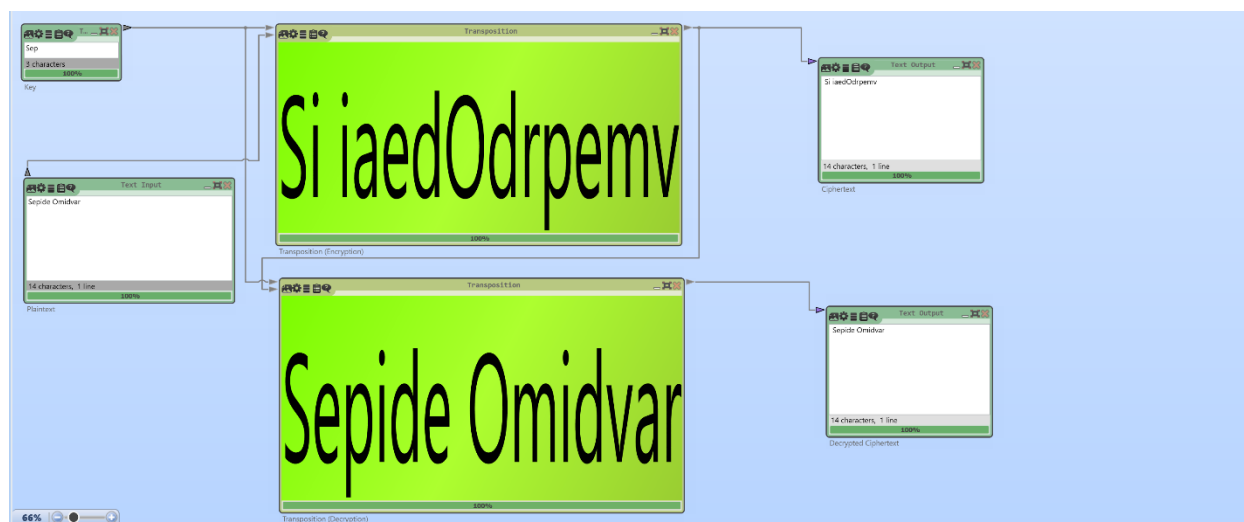 T...
Sep
3 characters
100%
Key
Transposition
Si iaedOdrpemv
100%
Transposition (Encryption)
Text Output
Si iaedOdrpemv
14 characters, 1 line
100%
Ciphertext
Text Input
Sepide Omidvar
14 characters, 1 line
100%
Plaintext
Transposition
Sepide Omidvar
100%
Transposition (Decryption)
Text Output
Sepide Omidvar
14 characters, 1 line
100%
Decrypted Ciphertext
66%